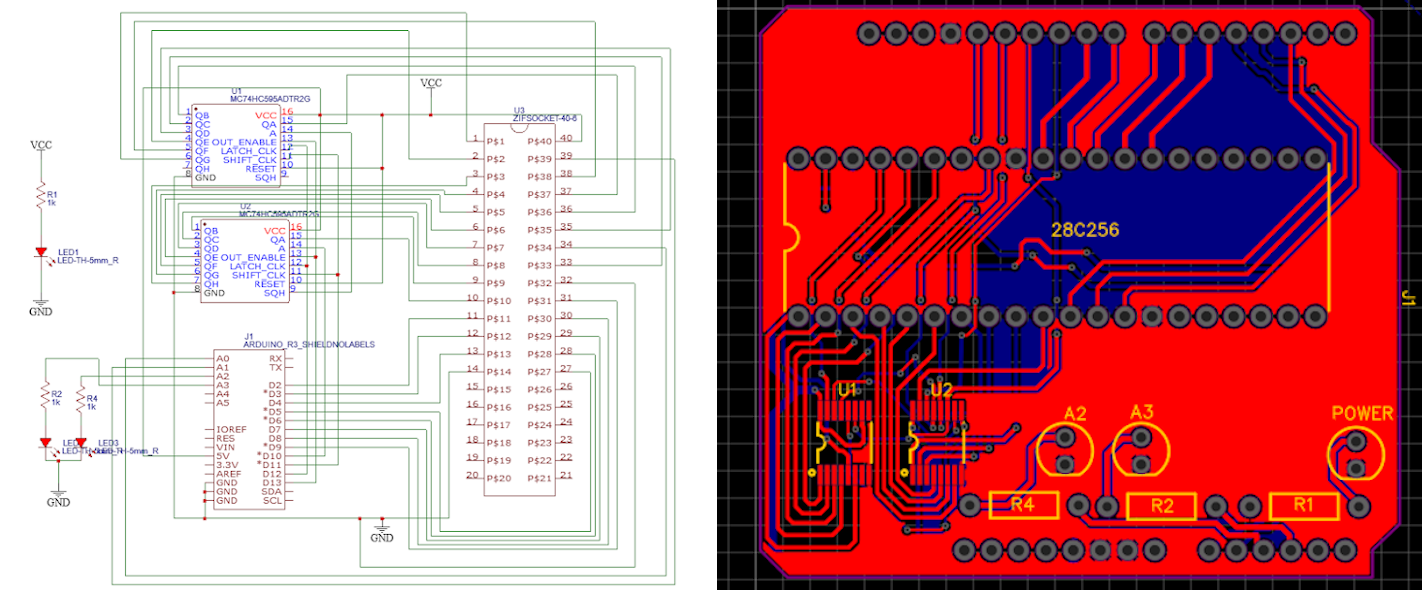 VCC
R1
1k
LED1
LED-TH-5mm_R
GND
R2
1k
R4
1k
LED3
GND
U1
MC74HC595ADTR2G
1 QB VCC 16
2 QC QA 15
3 QD A 14
4 QE OUT_ENABLE 13
5 QF LATCH_CLK 12
6 QG SHIFT_CLK 11
7 QH RESET 10
8 GND SQH 9
U2
MC74HC595ADTR2G
1 QB VCC 16
2 QC QA 15
3 QD A 14
4 QE OUT_ENABLE 13
5 QF LATCH_CLK 12
6 QG SHIFT_CLK 11
7 QH RESET 10
8 GND SQH 9
J1
ARDUINO_R3_SHIELDNOLABELS
A0 RX
A1 TX
A2
A3 D2
A4 *D3
A5 D4
*D5
*D6
IOREF D7
RES D8
VIN *D9
5V *D10
3.3V *D11
AREF D12
GND D13
GND SDA
GND SCL
VCC
GND
U3
ZIFSOCKET-40-6
1 P$1 P$40 40
2 P$2 P$39 39
3 P$3 P$38 38
4 P$4 P$37 37
5 P$5 P$36 36
6 P$6 P$35 35
7 P$7 P$34 34
8 P$8 P$33 33
9 P$9 P$32 32
10 P$10 P$31 31
11 P$11 P$30 30
12 P$12 P$29 29
13 P$13 P$28 28
14 P$14 P$27 27
15 P$15 P$26 26
16 P$16 P$25 25
17 P$17 P$24 24
18 P$18 P$23 23
19 P$19 P$22 22
20 P$20 P$21 21
28C256
J1
U1
U2
A2
A3
POWER
R4
R2
R1